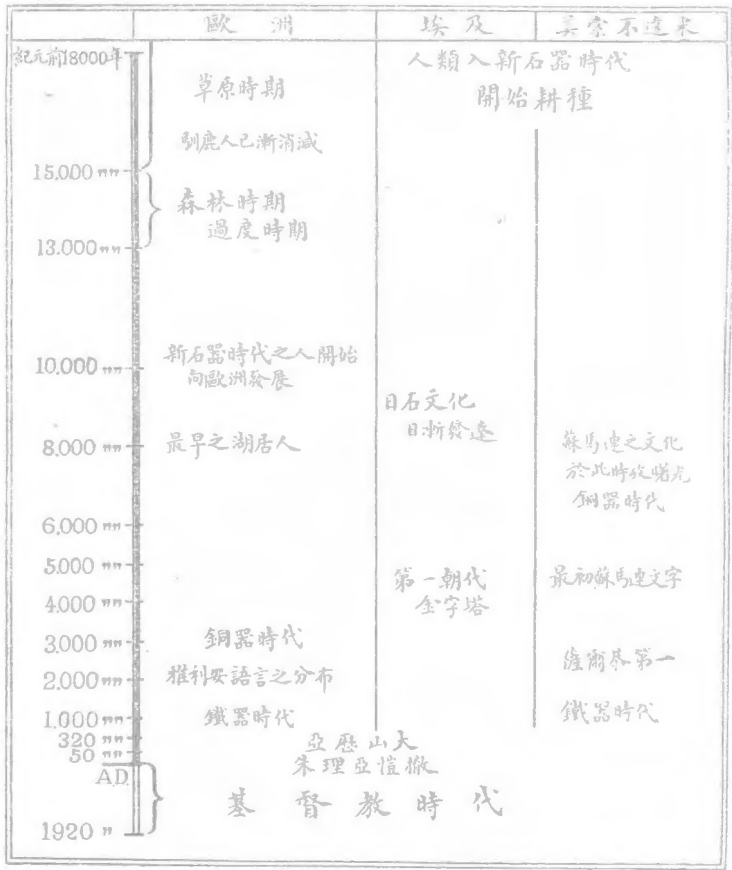 歐洲 埃及 美索不達米
紀元前18000年
人類入新石器時代
開始耕種
草原時期
馴鹿人已漸消滅
15,000 〃〃
森林時期
過度時期
13.000 〃〃
10,000 〃〃
新石器時代之人開始
向歐洲發展
日石文化
日漸發達
8,000 〃〃
最早之湖居人
蘇馬連之文化
於此時放曙光
銅器時代
6,000 〃〃
5,000 〃〃
第一朝代
金字塔
最初蘇馬連文字
4,000 〃〃
3,000 〃〃
銅器時代
薩爾恭第一
2,000 〃〃
雅利安語言之分布
1,000 〃〃
鐵器時代
鐵器時代
320 〃〃
亞歷山大
50 〃〃
朱理亞愷撒
AD.
基督教時代
1920 〃